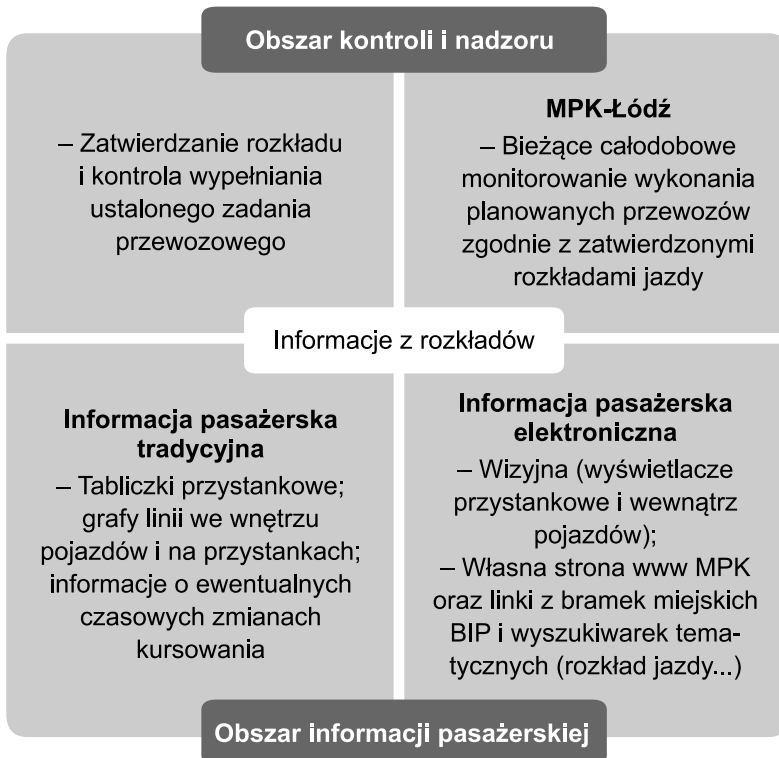 Obszar kontroli i nadzoru
– Zatwierdzanie rozkładu
i kontrola wypełniania
ustalonego zadania
przewozowego
MPK-Łódź
– Bieżące całodobowe
monitorowanie wykonania
planowanych przewozów
zgodnie z zatwierdzonymi
rozkładami jazdy
Informacje z rozkładów
Informacja pasażerska
tradycyjna
– Tabliczki przystankowe;
grafy linii we wnętrzu
pojazdów i na przystankach;
informacje o ewentualnych
czasowych zmianach
kursowania
Informacja pasażerska
elektroniczna
– Wizyjna (wyświetlacze
przystankowe i wewnątrz
pojazdów);
– Własna strona www MPK
oraz linki z bramek miejskich
BIP i wyszukiwarek tema-
tycznych (rozkład jazdy...)
Obszar informacji pasażerskiej